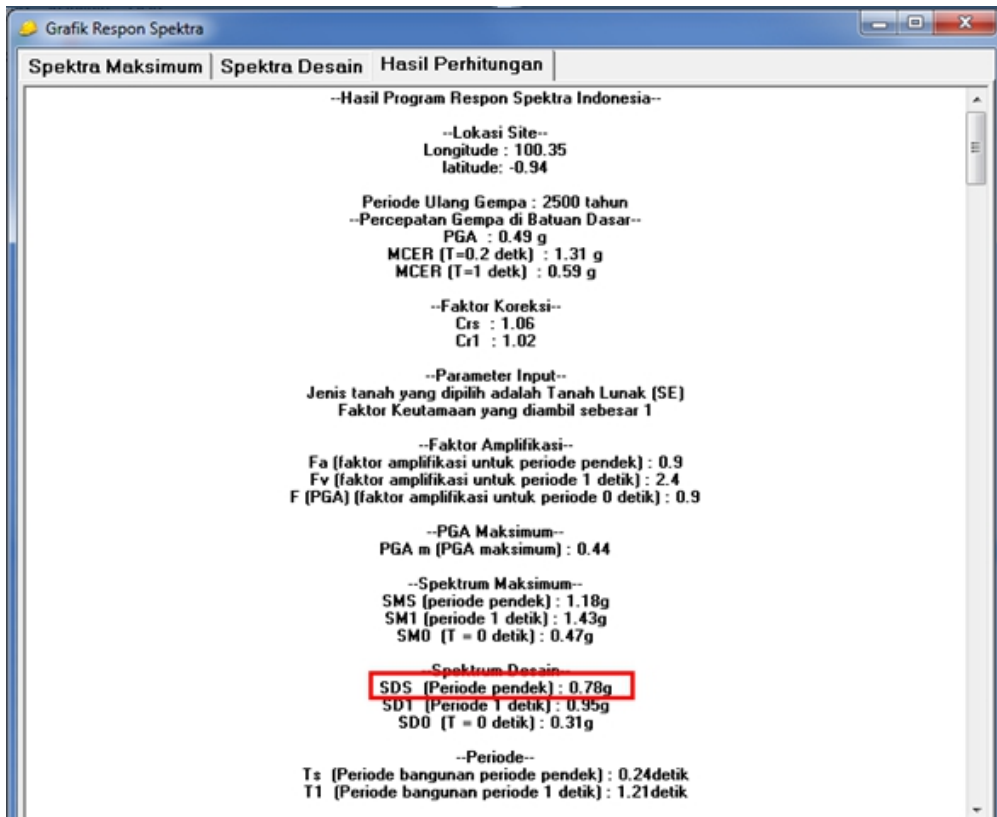 Grafik Respon Spektra
Spektra Maksimum Spektra Desain Hasil Perhitungan
--Hasil Program Respon Spektra Indonesia--
--Lokasi Site--
Longitude : 100.35
latitude: -0.94
Periode Ulang Gempa : 2500 tahun
--Percepatan Gempa di Batuan Dasar--
PGA : 0.49 g
MCER (T=0.2 detk) : 1.31 g
MCER (T=1 detk) : 0.59 g
--Faktor Koreksi--
Crs : 1.06
Cr1 : 1.02
--Parameter Input--
Jenis tanah yang dipilih adalah Tanah Lunak (SE)
Faktor Keutamaan yang diambil sebesar 1
--Faktor Amplifikasi--
Fa (faktor amplifikasi untuk periode pendek) : 0.9
Fv (faktor amplifikasi untuk periode 1 detik) : 2.4
F (PGA) (faktor amplifikasi untuk periode 0 detik) : 0.9
--PGA Maksimum--
PGA m (PGA maksimum) : 0.44
--Spektrum Maksimum--
SMS (periode pendek) : 1.18g
SM1 (periode 1 detik) : 1.43g
SM0 (T = 0 detik) : 0.47g
--Spektrum Desain--
SDS (Periode pendek) : 0.78g
SD1 (Periode 1 detik) : 0.95g
SD0 (T = 0 detik) : 0.31g
--Periode--
Ts (Periode bangunan periode pendek) : 0.24detik
T1 (Periode bangunan periode 1 detik) : 1.21detik